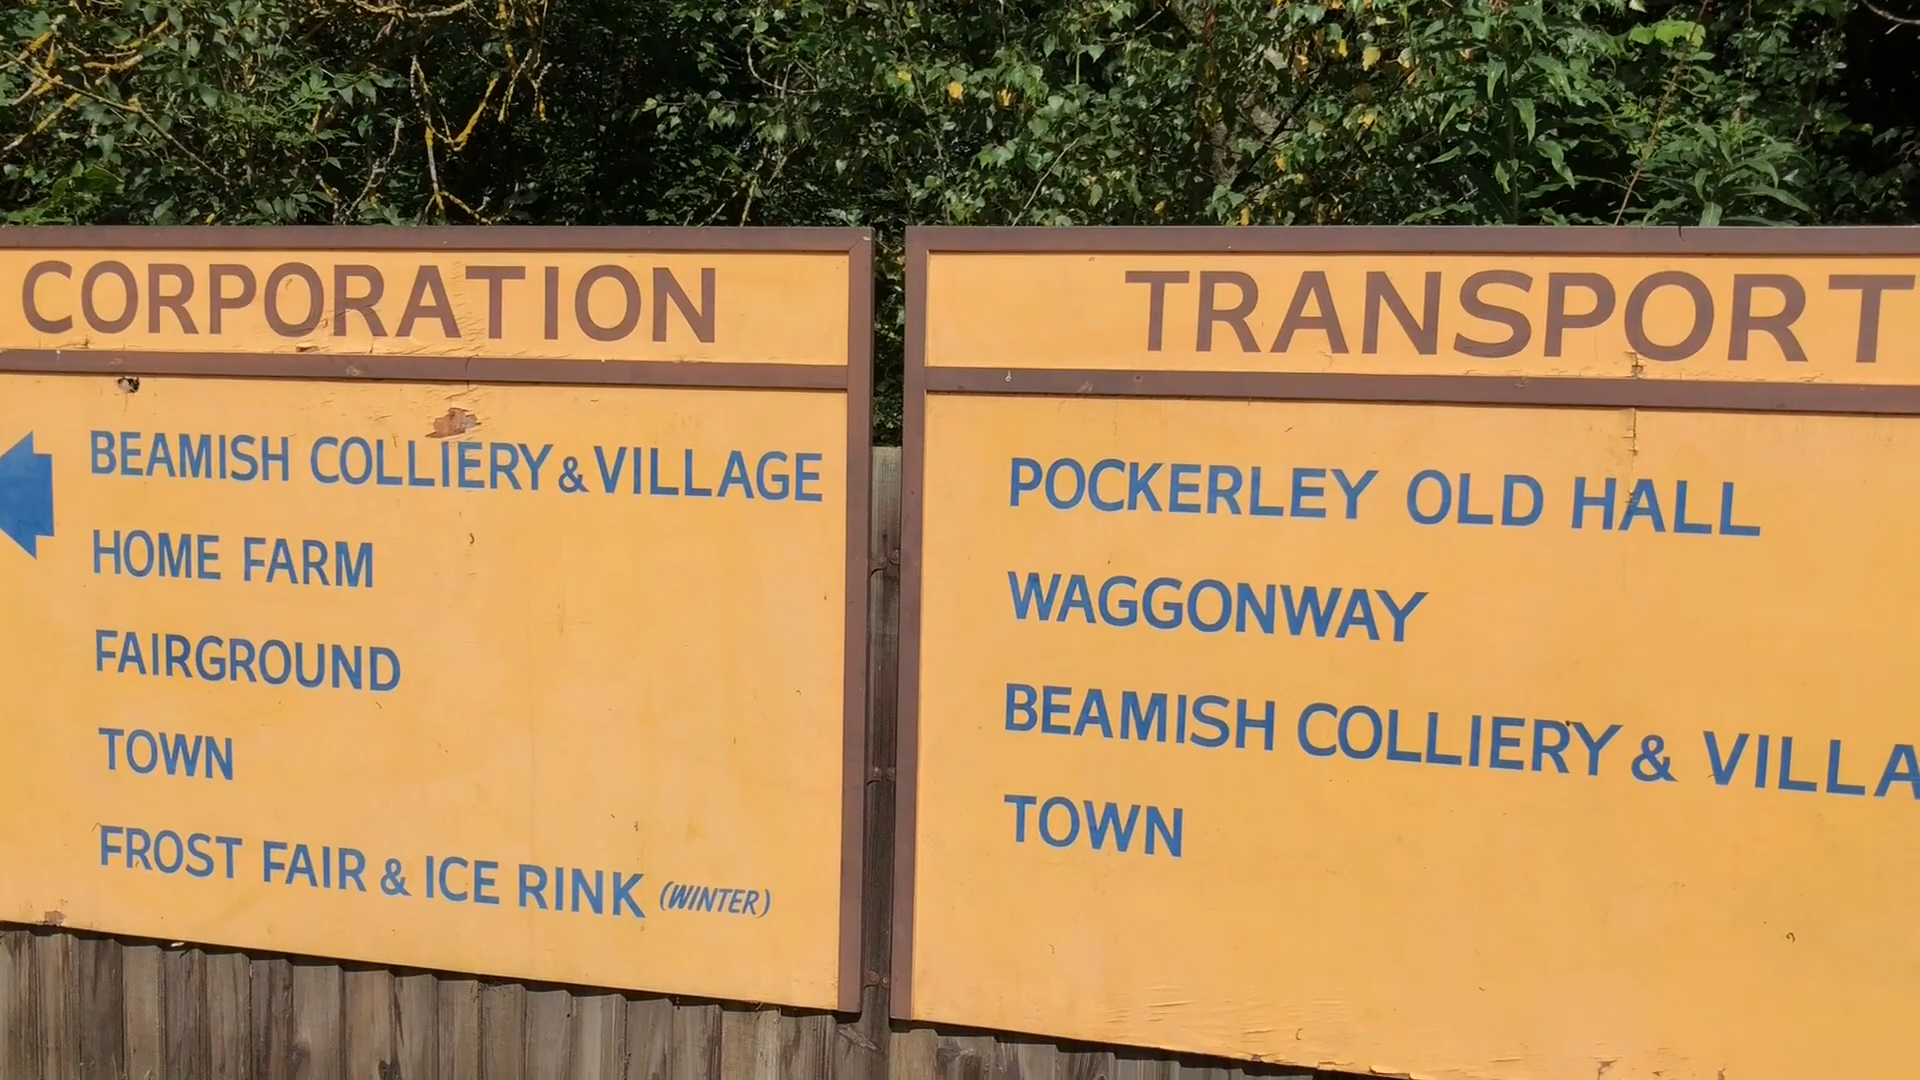 CORPORATION
BEAMISH COLLIERY & VILLAGE
HOME FARM
FAIRGROUND
TOWN
FROST FAIR & ICE RINK (WINTER)
TRANSPORT
POCKERLEY OLD HALL
WAGGONWAY
BEAMISH COLLIERY & VILLA
TOWN